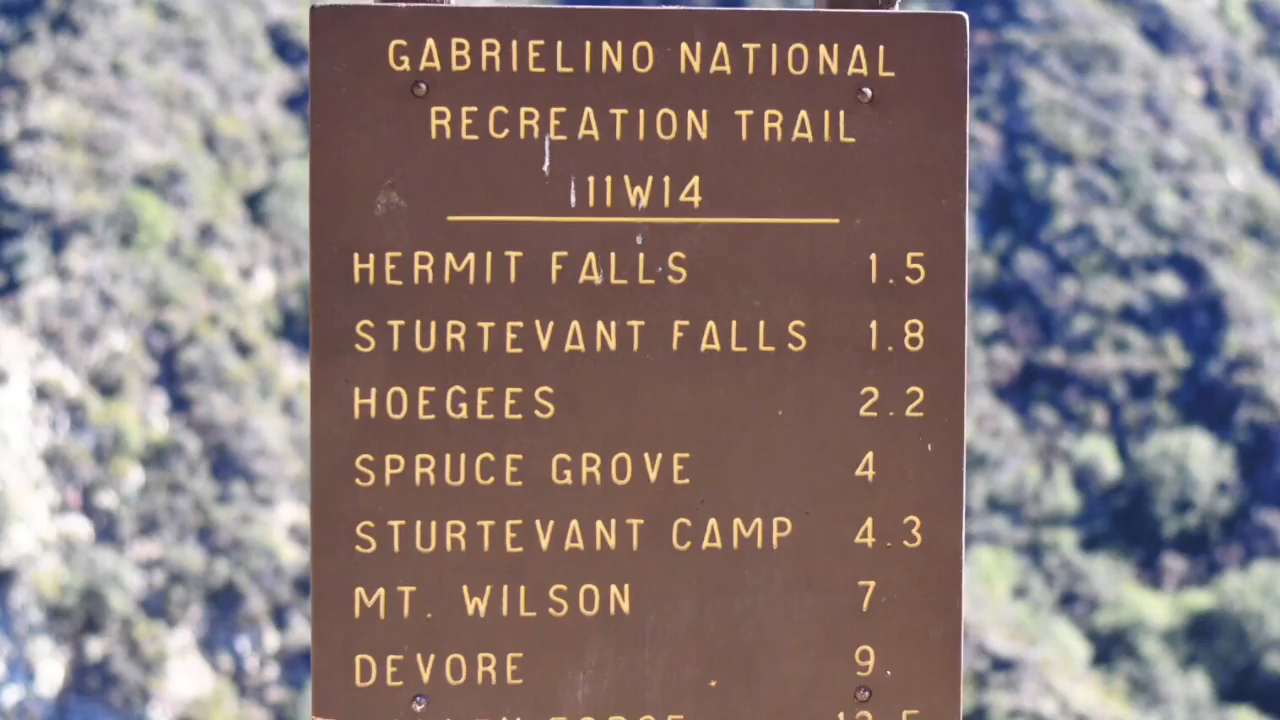 GABRIELINO NATIONAL
RECREATION TRAIL
11W14
HERMIT FALLS 1.5
STURTEVANT FALLS 1.8
HOEGEES 2.2
SPRUCE GROVE 4
STURTEVANT CAMP 4.3
MT. WILSON 7
DEVORE 9